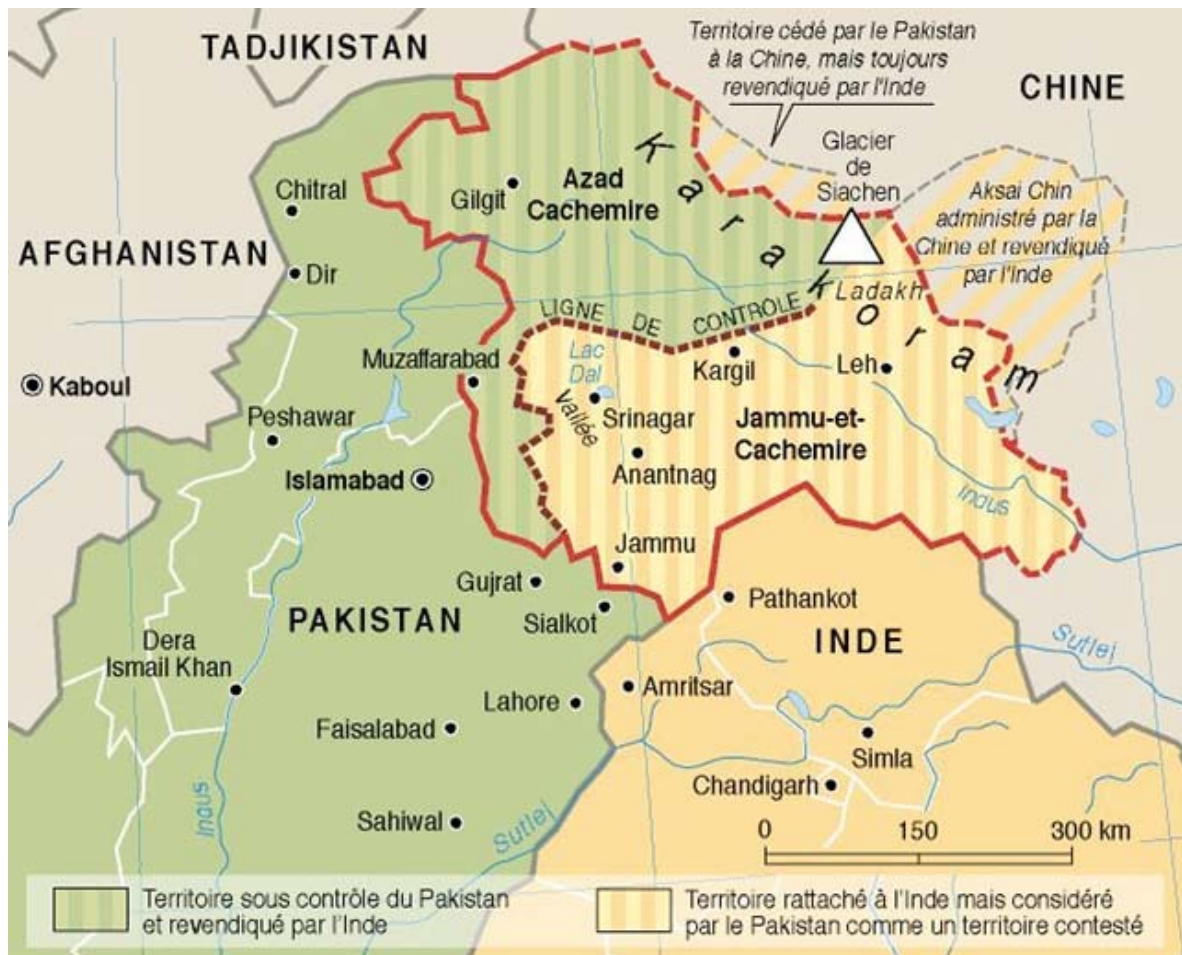 TADJIKISTAN
Territoire cédé par le Pakistan
à la Chine, mais toujours
revendiqué par l'Inde
CHINE
Glacier
de
Siachen
Aksai Chin
administré par la
Chine et revendiqué
par l'Inde
Chitral
Gilgit
Azad
Cachemire
Karakoram
AFGHANISTAN
Dir
Ladakh
LIGNE DE CONTRÔLE
Muzaffarabad
Lac
Dal
Kargil
Leh
Kaboul
Vallée
Srinagar
Jammu-et-
Cachemire
Peshawar
Anantnag
Islamabad
Indus
Jammu
Gujrat
Sialkot
Pathankot
PAKISTAN
INDE
Sutlej
Dera
Ismail Khan
Lahore
Amritsar
Faisalabad
Simla
Chandigarh
Indus
Sahiwal
Sutlej
0 150 300 km
Territoire sous contrôle du Pakistan
et revendiqué par l'Inde
Territoire rattaché à l'Inde mais considéré
par le Pakistan comme un territoire contesté